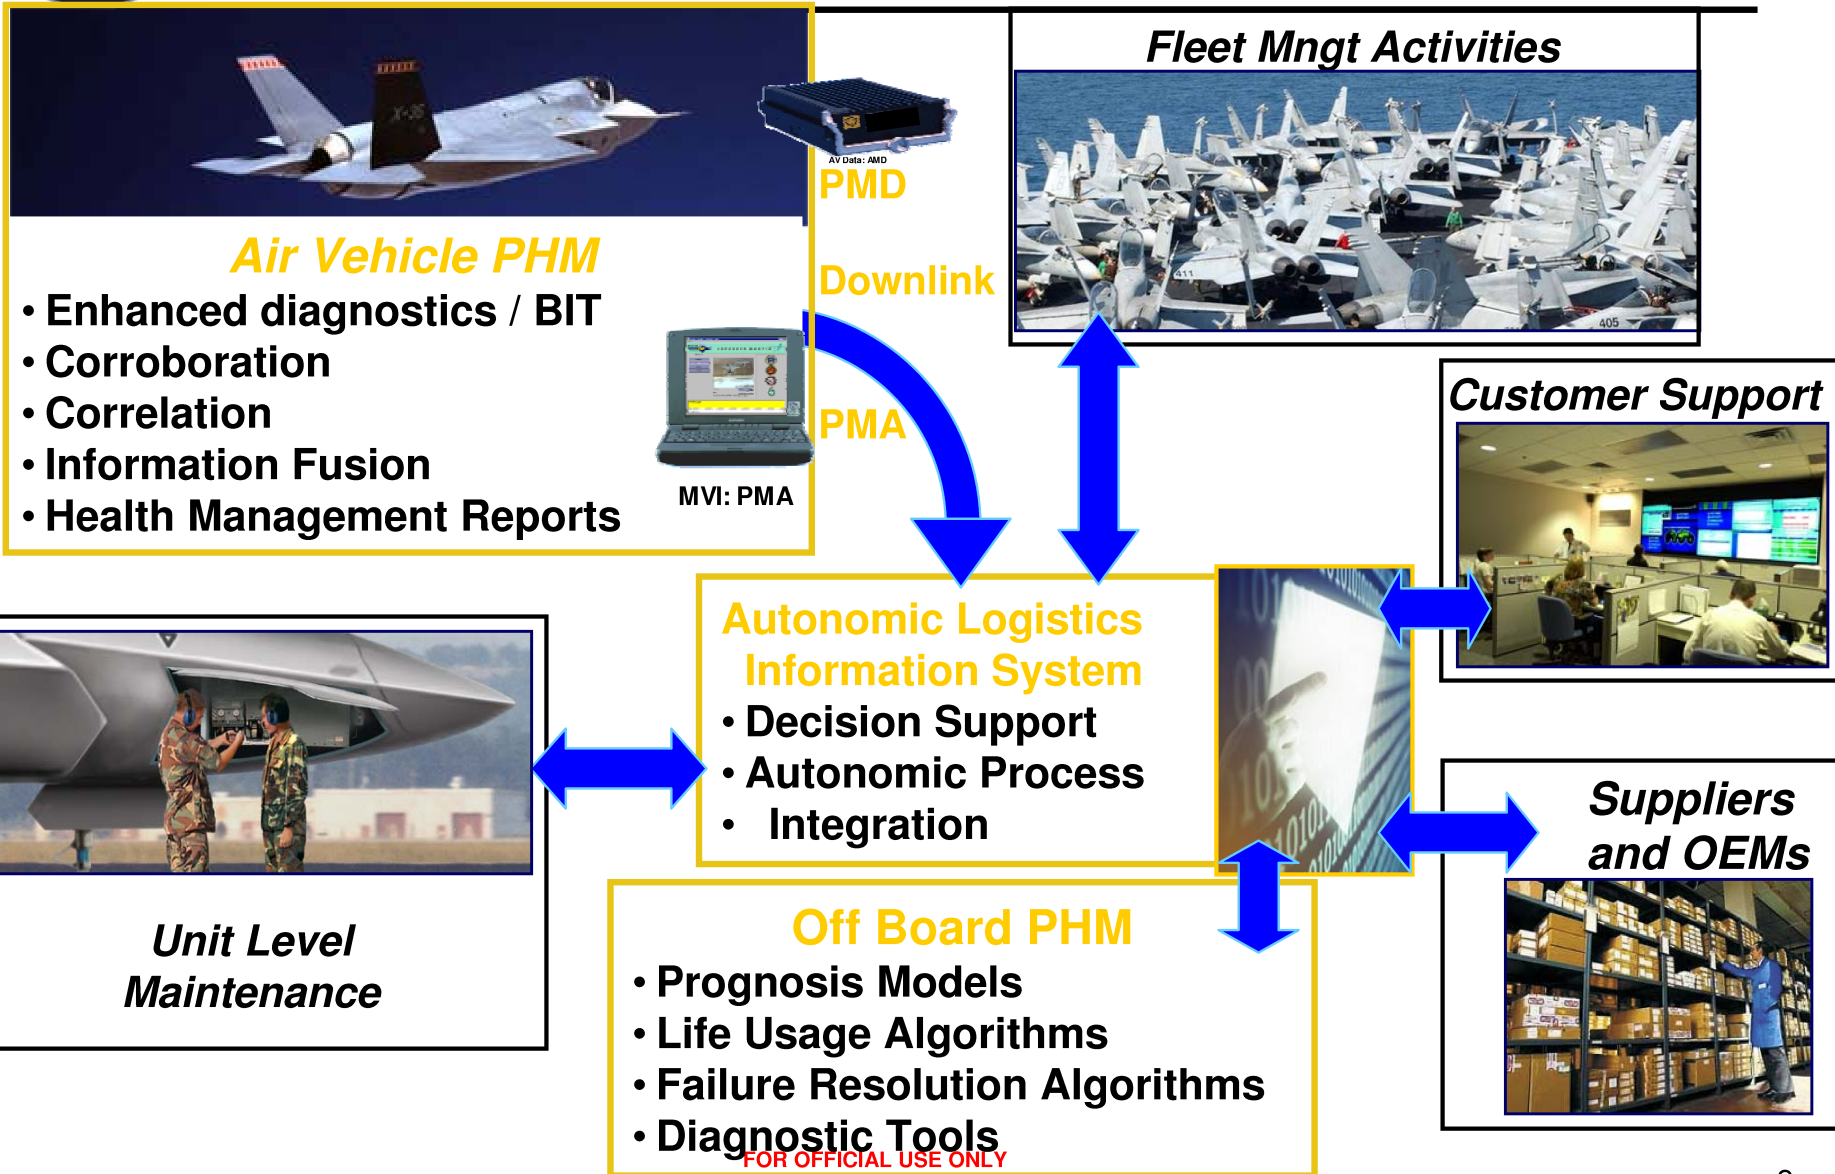 Fleet Mngt Activities
X-35
AV Data: AMD
PMD
Air Vehicle PHM
Downlink
• Enhanced diagnostics / BIT
• Corroboration
• Correlation
• Information Fusion
• Health Management Reports
PMA
MVI: PMA
411
405
Customer Support
Autonomic Logistics
Information System
• Decision Support
• Autonomic Process
• Integration
Unit Level
Maintenance
Suppliers
and OEMs
Off Board PHM
• Prognosis Models
• Life Usage Algorithms
• Failure Resolution Algorithms
• Diagnostic Tools
FOR OFFICIAL USE ONLY